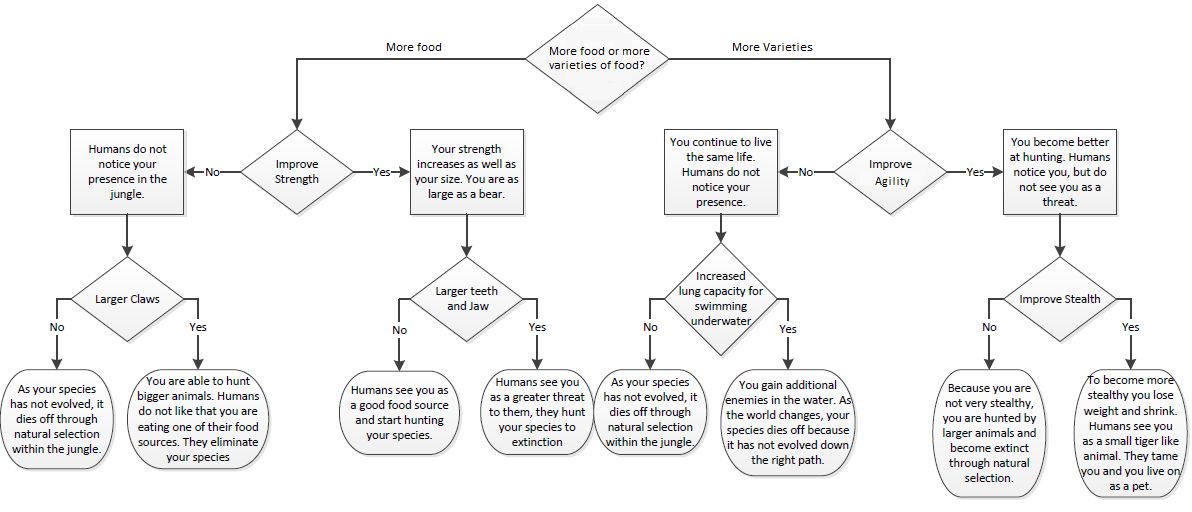 More food
More food or more
varieties of food?
More Varieties
Humans do not
notice your
presence in the
jungle.
No
Improve
Strength
Yes
Your strength
increases as well as
your size. You are as
large as a bear.
You continue to live
the same life.
Humans do not
notice your
presence.
No
Improve
Agility
Yes
You become better
at hunting. Humans
notice you, but do
not see you as a
threat.
Larger Claws
No
Yes
Larger teeth
and Jaw
No
Yes
Increased
lung capacity for
swimming
underwater
No
Yes
Improve Stealth
No
Yes
As your species
has not evolved, it
dies off through
natural selection
within the jungle.
You are able to hunt
bigger animals. Humans
do not like that you are
eating one of their food
sources. They eliminate
your species
Humans see you as
a good food source
and start hunting
your species.
Humans see you
as a greater threat
to them, they hunt
your species to
extinction
As your species
has not evolved, it
dies off through
natural selection
within the jungle.
You gain additional
enemies in the water. As
the world changes, your
species dies off because
it has not evolved down
the right path.
Because you are
not very stealthy,
you are hunted by
larger animals and
become extinct
through natural
selection.
To become more
stealthy you lose
weight and shrink.
Humans see you
as a small tiger like
animal. They tame
you and you live on
as a pet.